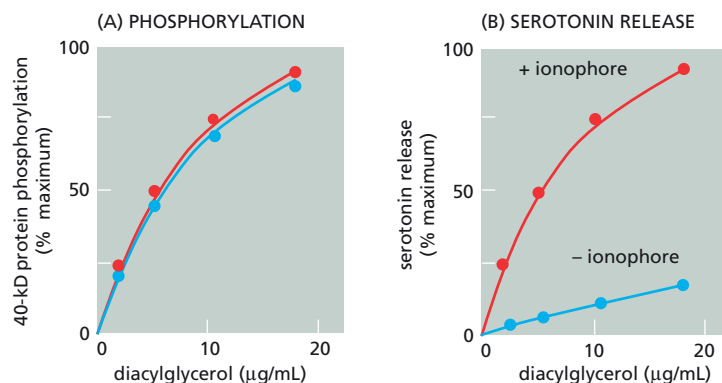 (A) PHOSPHORYLATION
40-kD protein phosphorylation
(% maximum)
100
50
0
0 10 20
diacylglycerol (µg/mL)
(B) SEROTONIN RELEASE
serotonin release
(% maximum)
100
+ ionophore
50
– ionophore
0
0 10 20
diacylglycerol (µg/mL)